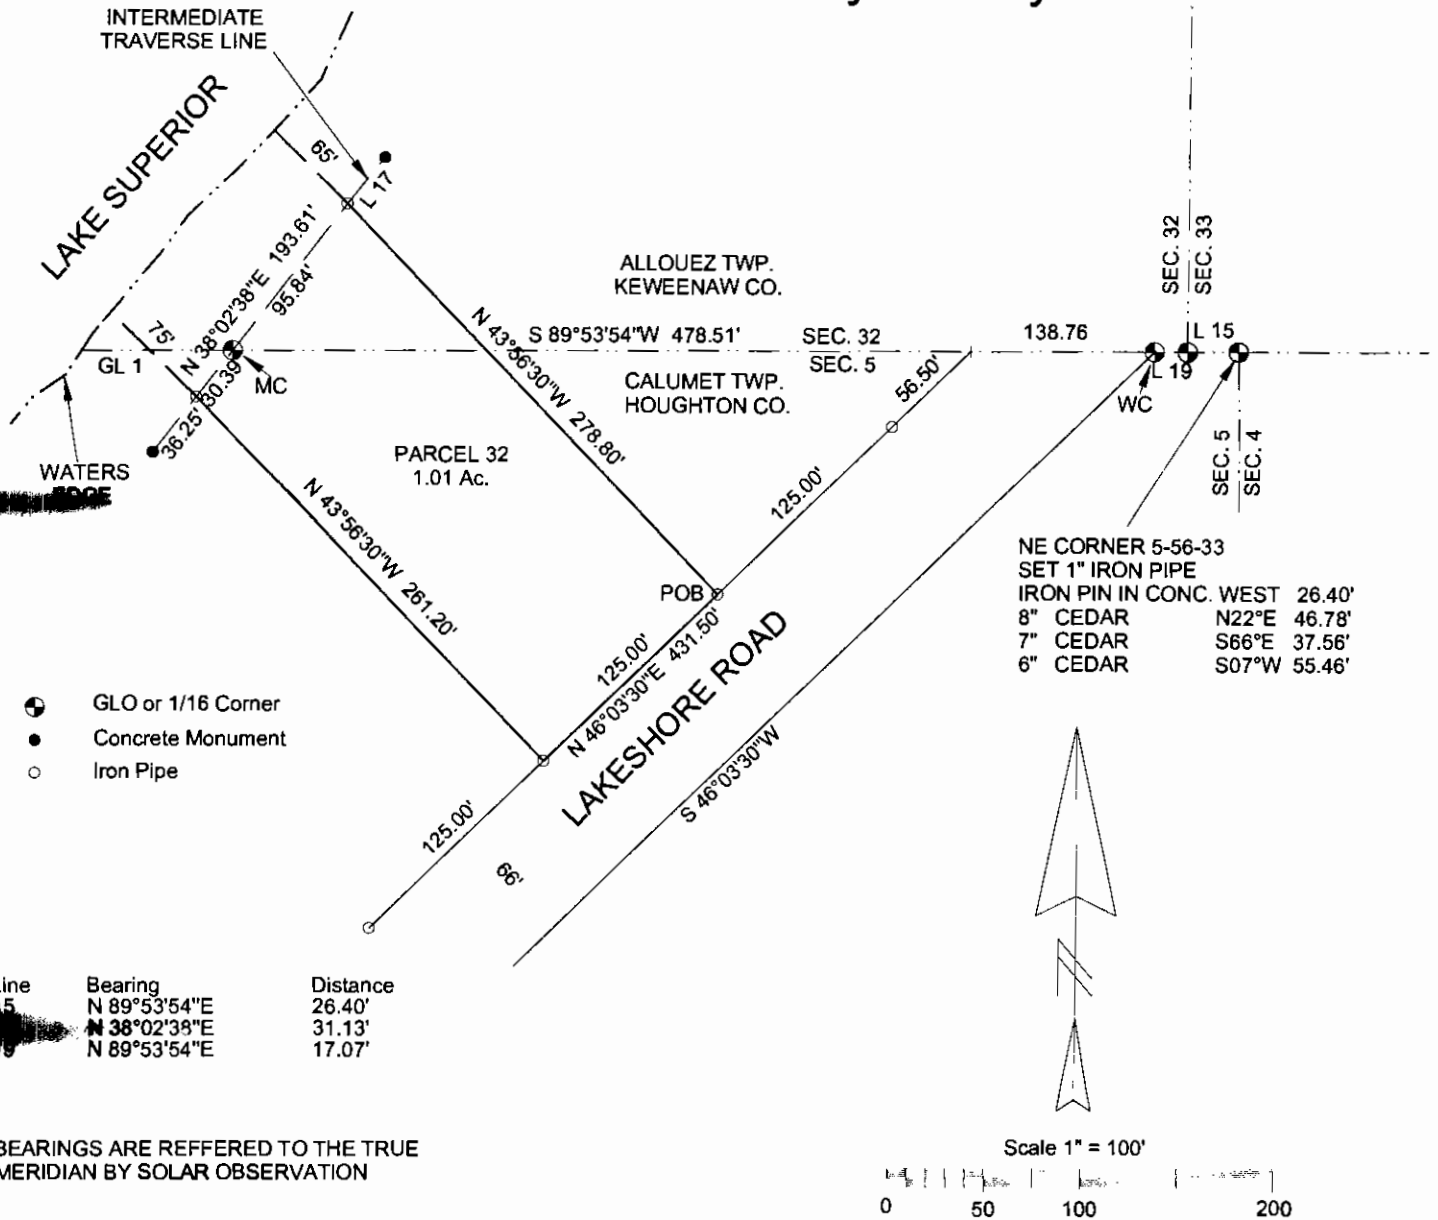 INTERMEDIATE
TRAVERSE LINE
LAKE SUPERIOR
65'
L 17
N 38°02'38"E 193.61'
95.84'
75'
GL 1
MC
30.39'
36.25'
WATERS
EDGE
ALLOUEZ TWP.
KEWEENAW CO.
S 89°53'54"W 478.51'
SEC. 32
SEC. 5
138.76
CALUMET TWP.
HOUGHTON CO.
SEC. 32
SEC. 33
L 15
L 19
WC
SEC. 5
SEC. 4
N 43°56'30"W 278.80'
56.50'
PARCEL 32
1.01 Ac.
N 43°56'30"W 261.20'
125.00'
POB
125.00'
N 46°03'30"E 431.50'
LAKESHORE ROAD
S 46°03'30"W
125.00'
66'
NE CORNER 5-56-33
SET 1" IRON PIPE
IRON PIN IN CONC. WEST 26.40'
8" CEDAR N22°E 46.78'
7" CEDAR S66°E 37.56'
6" CEDAR S07°W 55.46'
GLO or 1/16 Corner
Concrete Monument
Iron Pipe
ine Bearing Distance
5 N 89°53'54"E 26.40'
N 38°02'38"E 31.13'
9 N 89°53'54"E 17.07'
BEARINGS ARE REFFERED TO THE TRUE
MERIDIAN BY SOLAR OBSERVATION
Scale 1" = 100'
0 50 100 200